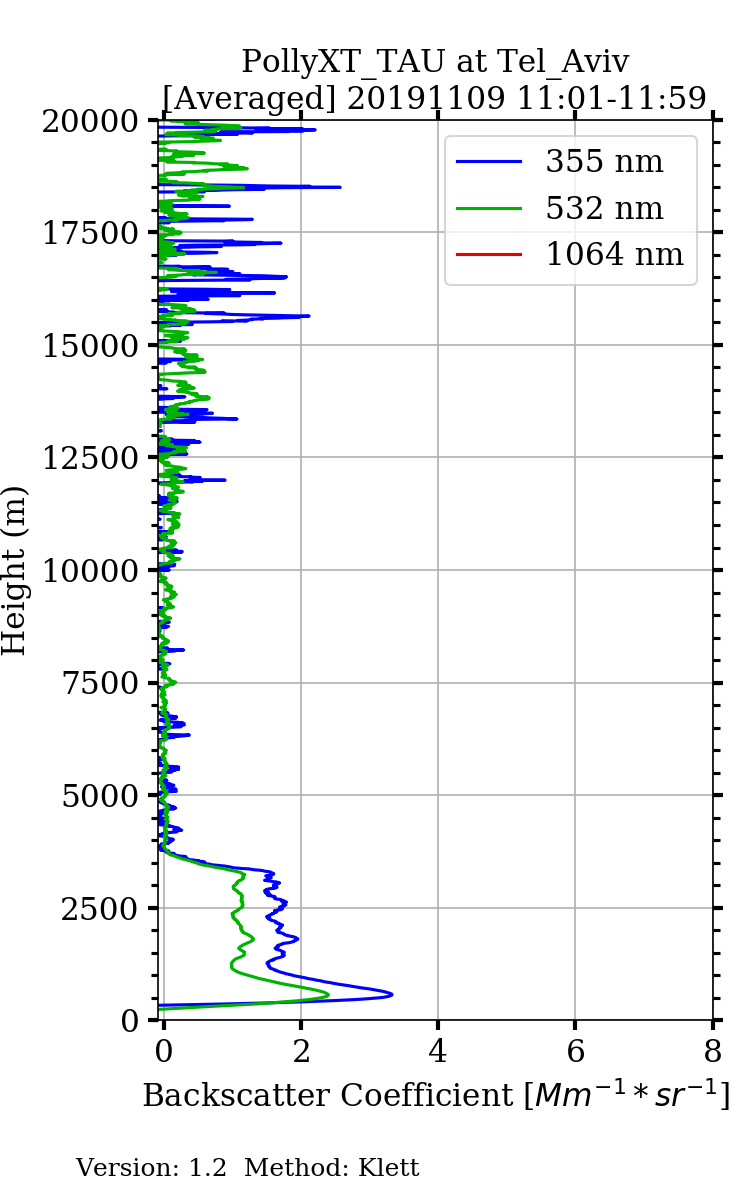 PollyXT_TAU at Tel_Aviv
[Averaged] 20191109 11:01-11:59
20000
17500
15000
12500
10000
7500
5000
2500
0
Height (m)
355 nm
532 nm
1064 nm
0 2 4 6 8
Backscatter Coefficient [Mm⁻¹ * sr⁻¹]
Version: 1.2 Method: Klett